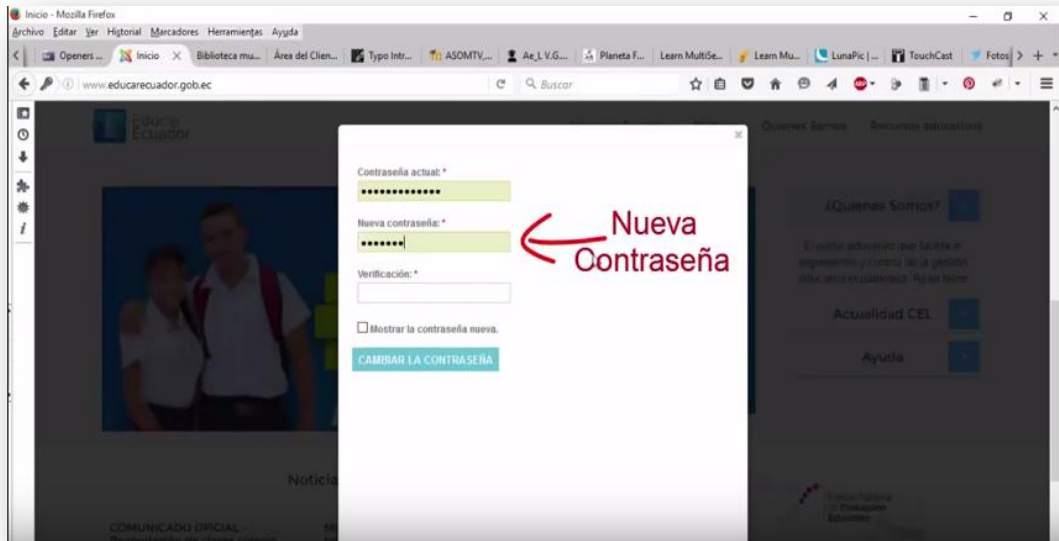 Inicio - Mozilla Firefox
Archivo Editar Ver Historial Marcadores Herramientas Ayuda
Openers ... Inicio Biblioteca mu... Área del Clien... Typo Intr... ASOMTV,... Ae_L V.G.... Planeta F... Learn MultiSe... Learn Mu... LunaPic |... TouchCast Fotos
www.educarecuador.gob.ec Buscar
Educar
Ecuador
Quienes Somos Recursos educativos
Contraseña actual: *
Nueva contraseña: *
Nueva
Contraseña
Verificación: *
Mostrar la contraseña nueva.
CAMBIAR LA CONTRASEÑA
¿Quienes Somos?
Actualidad CEL
Ayuda
Noticia
COMUNICADO OFICIAL -